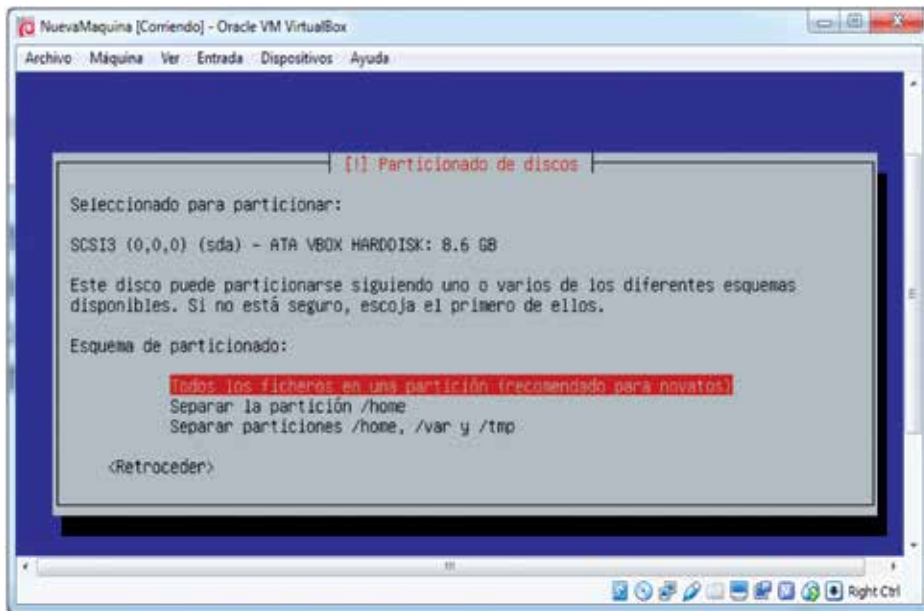 NuevaMaquina [Corriendo] - Oracle VM VirtualBox
Archivo Máquina Ver Entrada Dispositivos Ayuda
[!] Particionado de discos
Seleccionado para particionar:
SCSI3 (0,0,0) (sda) - ATA VBOX HARDDISK: 8.6 GB
Este disco puede particionarse siguiendo uno o varios de los diferentes esquemas
disponibles. Si no está seguro, escoja el primero de ellos.
Esquema de particionado:
Todos los ficheros en una partición (recomendado para novatos)
Separar la partición /home
Separar particiones /home, /var y /tmp
<Retroceder>
Right Ctrl